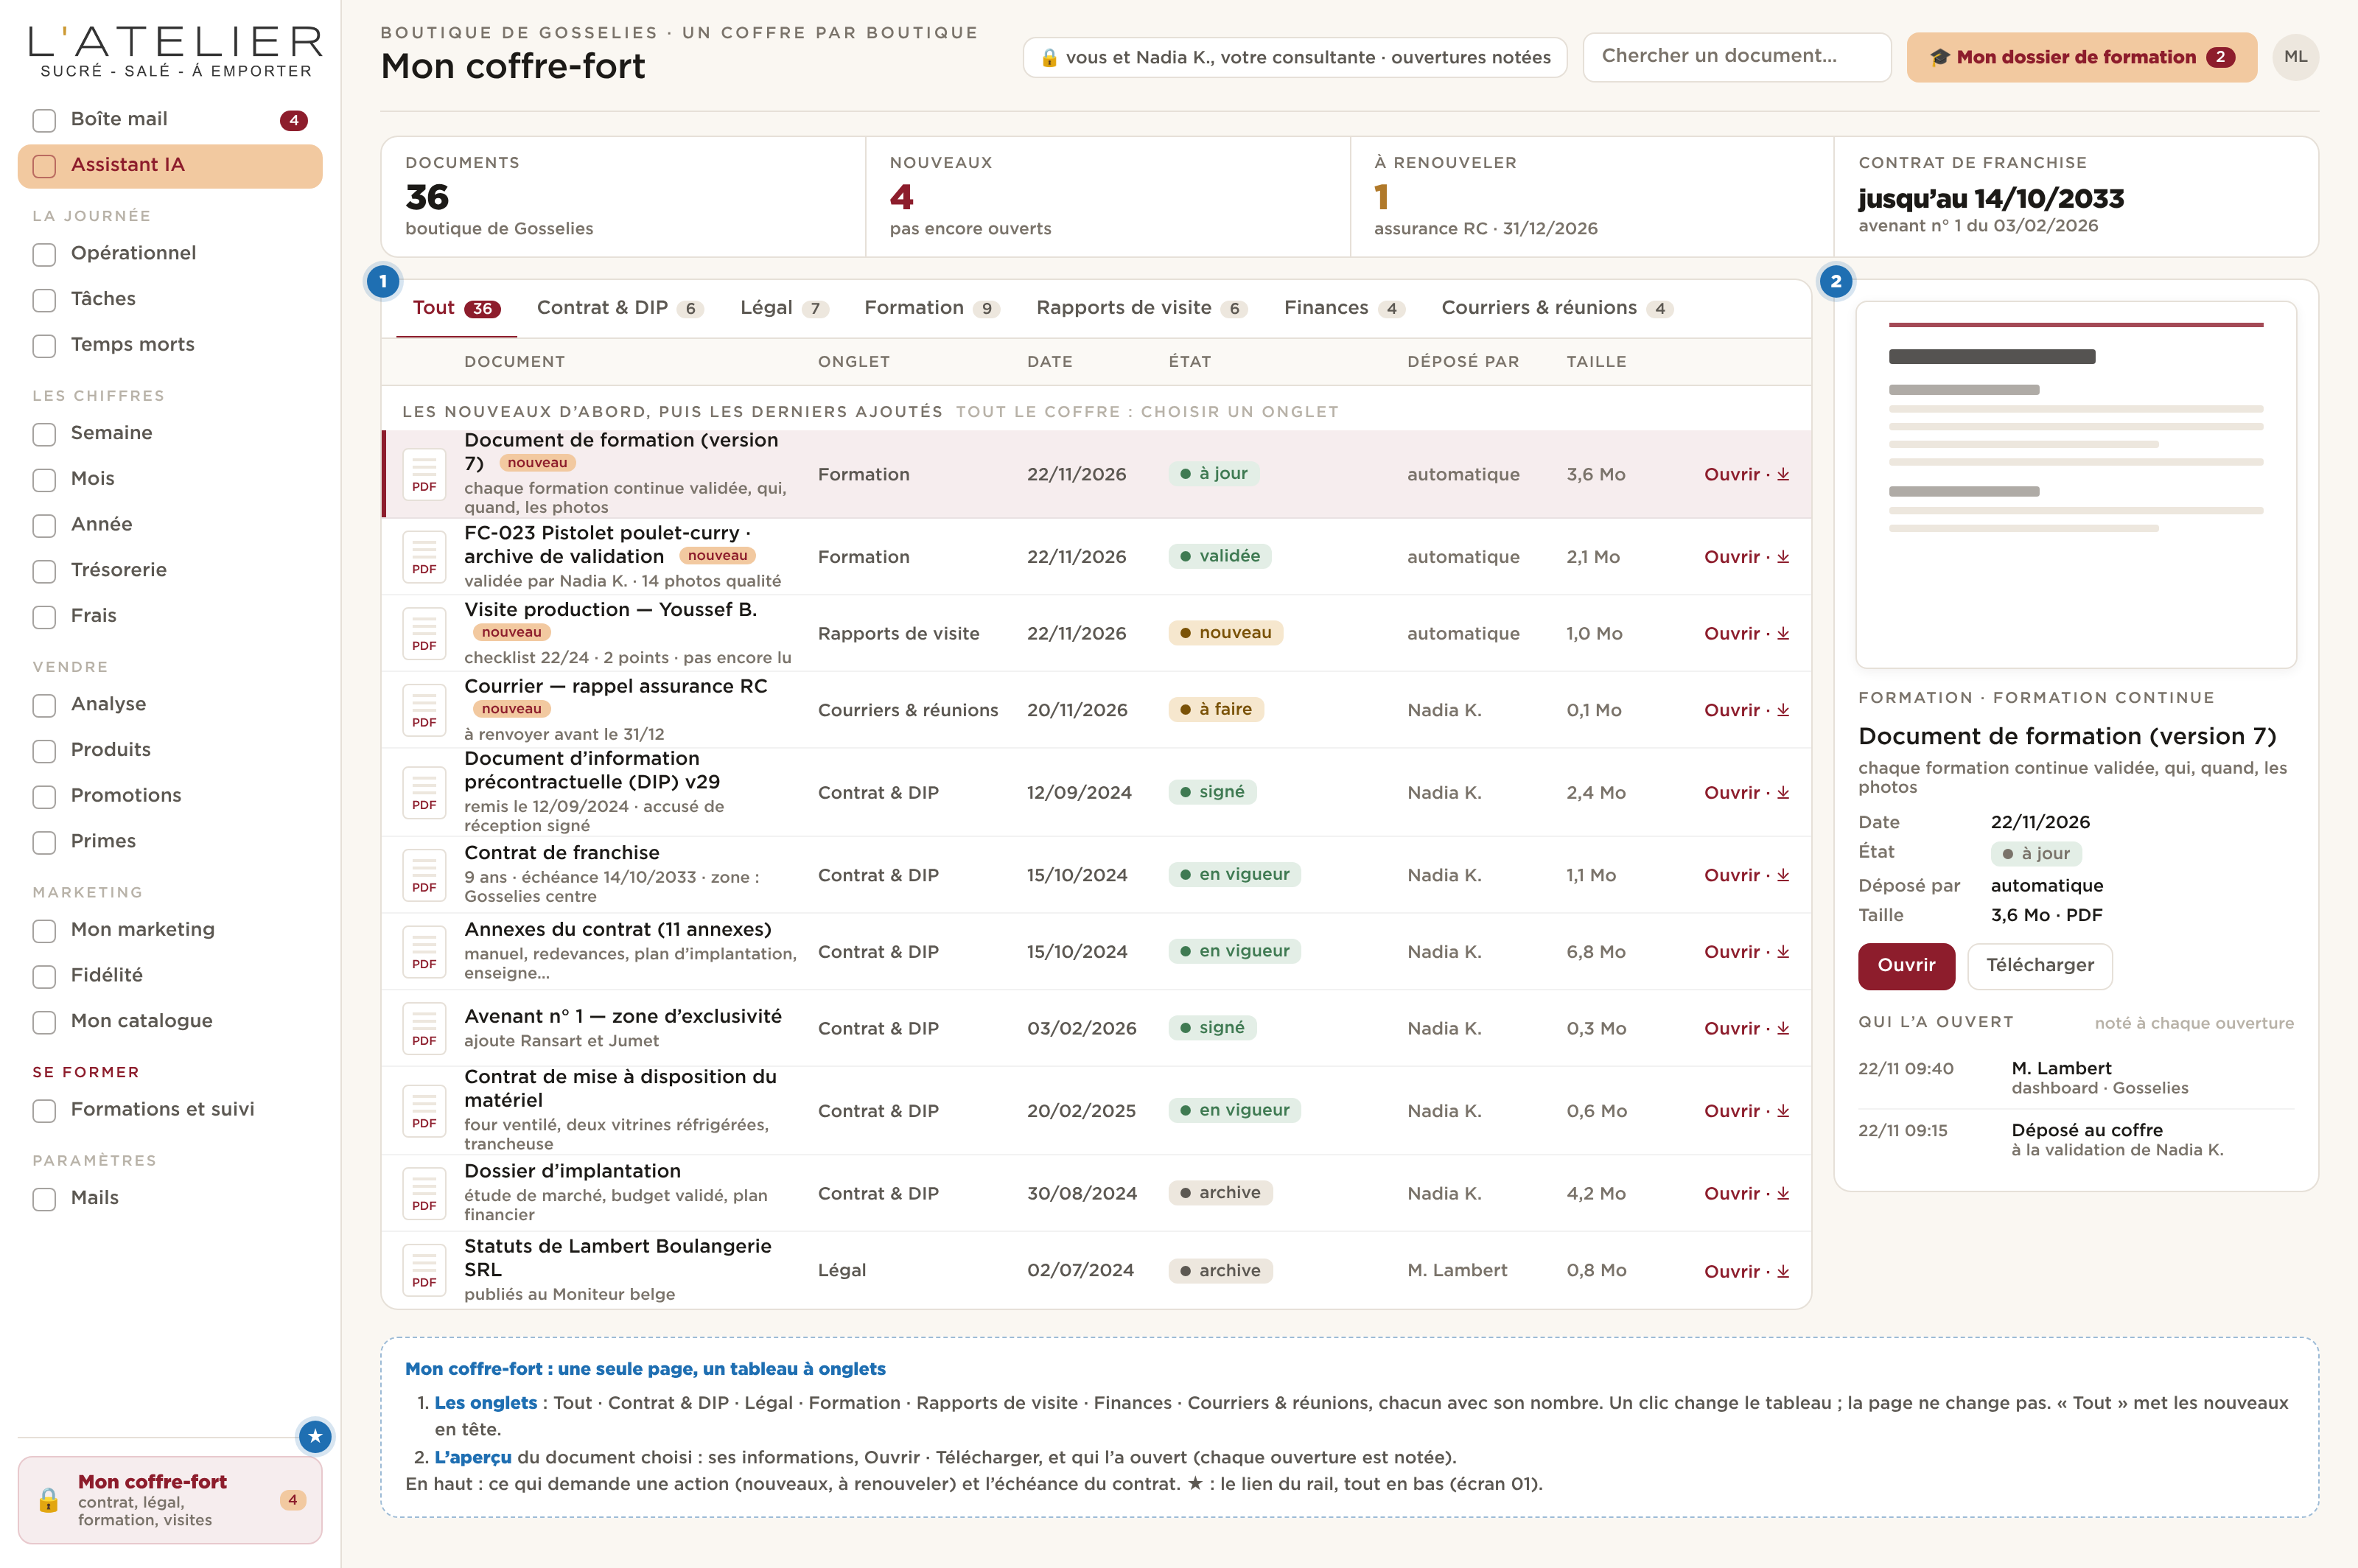 L'ATELIER
SUCRÉ - SALÉ - Á EMPORTER
Boîte mail 4
Assistant IA
LA JOURNÉE
Opérationnel
Tâches
Temps morts
LES CHIFFRES
Semaine
Mois
Année
Trésorerie
Frais
VENDRE
Analyse
Produits
Promotions
Primes
MARKETING
Mon marketing
Fidélité
Mon catalogue
SE FORMER
Formations et suivi
PARAMÈTRES
Mails
★
🔒 Mon coffre-fort 4
contrat, légal,
formation, visites
BOUTIQUE DE GOSSELIES · UN COFFRE PAR BOUTIQUE
Mon coffre-fort
🔒 vous et Nadia K., votre consultante · ouvertures notées
Chercher un document...
🎓 Mon dossier de formation 2
ML
DOCUMENTS
36
boutique de Gosselies
NOUVEAUX
4
pas encore ouverts
À RENOUVELER
1
assurance RC · 31/12/2026
CONTRAT DE FRANCHISE
jusqu'au 14/10/2033
avenant n° 1 du 03/02/2026
1
Tout 36 Contrat & DIP 6 Légal 7 Formation 9 Rapports de visite 6 Finances 4 Courriers & réunions 4
DOCUMENT ONGLET DATE ÉTAT DÉPOSÉ PAR TAILLE
LES NOUVEAUX D'ABORD, PUIS LES DERNIERS AJOUTÉS TOUT LE COFFRE : CHOISIR UN ONGLET
Document de formation (version
7) nouveau
chaque formation continue validée, qui,
quand, les photos
PDF Formation 22/11/2026 à jour automatique 3,6 Mo Ouvrir ·
FC-023 Pistolet poulet-curry ·
archive de validation nouveau
validée par Nadia K. · 14 photos qualité
PDF Formation 22/11/2026 validée automatique 2,1 Mo Ouvrir ·
Visite production — Youssef B.
nouveau
checklist 22/24 · 2 points · pas encore lu
PDF Rapports de visite 22/11/2026 nouveau automatique 1,0 Mo Ouvrir ·
Courrier — rappel assurance RC
nouveau
à renvoyer avant le 31/12
PDF Courriers & réunions 20/11/2026 à faire Nadia K. 0,1 Mo Ouvrir ·
Document d'information
précontractuelle (DIP) v29
remis le 12/09/2024 · accusé de
réception signé
PDF Contrat & DIP 12/09/2024 signé Nadia K. 2,4 Mo Ouvrir ·
Contrat de franchise
9 ans · échéance 14/10/2033 · zone :
Gosselies centre
PDF Contrat & DIP 15/10/2024 en vigueur Nadia K. 1,1 Mo Ouvrir ·
Annexes du contrat (11 annexes)
manuel, redevances, plan d'implantation,
enseigne...
PDF Contrat & DIP 15/10/2024 en vigueur Nadia K. 6,8 Mo Ouvrir ·
Avenant n° 1 — zone d'exclusivité
ajoute Ransart et Jumet
PDF Contrat & DIP 03/02/2026 signé Nadia K. 0,3 Mo Ouvrir ·
Contrat de mise à disposition du
matériel
four ventilé, deux vitrines réfrigérées,
trancheuse
PDF Contrat & DIP 20/02/2025 en vigueur Nadia K. 0,6 Mo Ouvrir ·
Dossier d'implantation
étude de marché, budget validé, plan
financier
PDF Contrat & DIP 30/08/2024 archive Nadia K. 4,2 Mo Ouvrir ·
Statuts de Lambert Boulangerie
SRL
publiés au Moniteur belge
PDF Légal 02/07/2024 archive M. Lambert 0,8 Mo Ouvrir ·
2
FORMATION · FORMATION CONTINUE
Document de formation (version 7)
chaque formation continue validée, qui, quand, les
photos
Date 22/11/2026
État à jour
Déposé par automatique
Taille 3,6 Mo · PDF
Ouvrir Télécharger
QUI L'A OUVERT noté à chaque ouverture
22/11 09:40 M. Lambert
dashboard · Gosselies
22/11 09:15 Déposé au coffre
à la validation de Nadia K.
Mon coffre-fort : une seule page, un tableau à onglets
1. Les onglets : Tout · Contrat & DIP · Légal · Formation · Rapports de visite · Finances · Courriers & réunions, chacun avec son nombre. Un clic change le tableau ; la page ne change pas. « Tout » met les nouveaux
en tête.
2. L'aperçu du document choisi : ses informations, Ouvrir · Télécharger, et qui l'a ouvert (chaque ouverture est notée).
En haut : ce qui demande une action (nouveaux, à renouveler) et l'échéance du contrat. ★ : le lien du rail, tout en bas (écran 01).